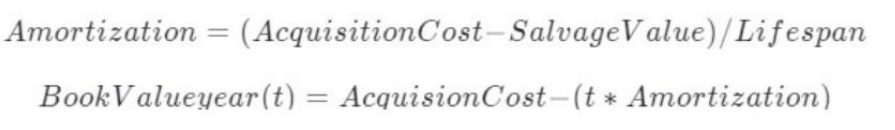 Amortization = (AcquisitionCost−SalvageValue)/Lifespan
BookValueyear(t) = AcquisionCost−(t * Amortization)